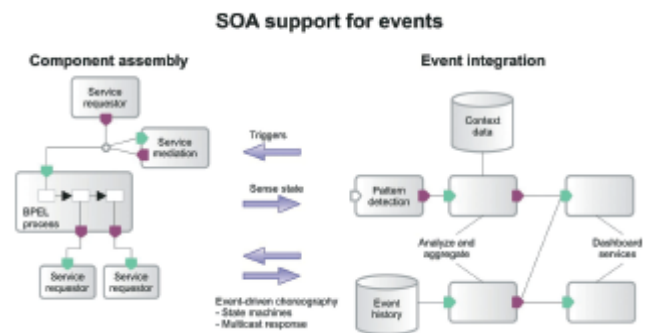 SOA support for events
Component assembly
Event integration
Service
requestor
Service
mediation
BPEL
process
Service
requestor
Service
requestor
Triggers
Sense state
Event-driven choreography
- State machines
- Multicast response
Context
data
Pattern
detection
Analyze and
aggregate
Dashboard
services
Event
history